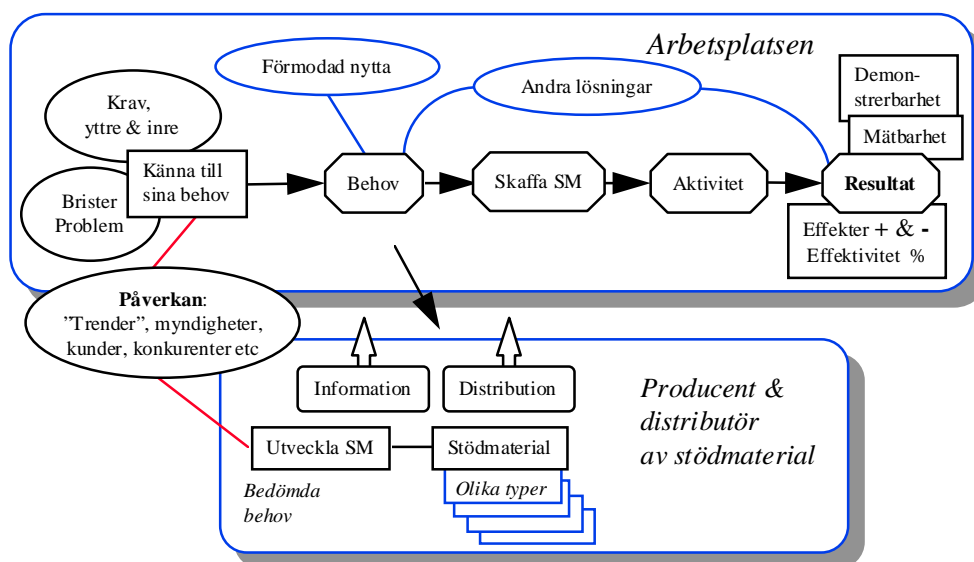 Arbetsplatsen
Förmodad nytta
Andra lösningar
Demon-
strerbarhet
Mätbarhet
Krav,
yttre & inre
Känna till
sina behov
Brister
Problem
Behov
Skaffa SM
Aktivitet
Resultat
Effekter + & -
Effektivitet %
Påverkan:
”Trender”, myndigheter,
kunder, konkurenter etc
Information
Distribution
Producent &
distributör
av stödmaterial
Utveckla SM
Stödmaterial
Bedömda
behov
Olika typer